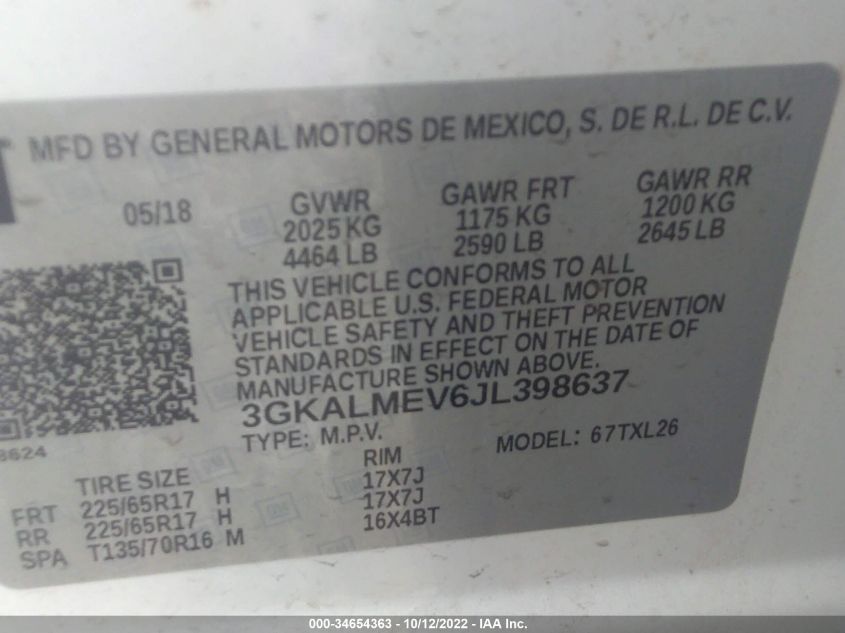 MFD BY GENERAL MOTORS DE MEXICO, S. DE R.L. DE C.V.
05/18
GVWR
2025 KG
4464 LB
GAWR FRT
1175 KG
2590 LB
GAWR RR
1200 KG
2645 LB
THIS VEHICLE CONFORMS TO ALL
APPLICABLE U.S. FEDERAL MOTOR
VEHICLE SAFETY AND THEFT PREVENTION
STANDARDS IN EFFECT ON THE DATE OF
MANUFACTURE SHOWN ABOVE.
3GKALMEV6JL398637
8624
TYPE: M.P.V.
MODEL: 67TXL26
TIRE SIZE RIM
FRT 225/65R17 H 17X7J
RR 225/65R17 H 17X7J
SPA T135/70R16 M 16X4BT
000-34654363 - 10/12/2022 - IAA Inc.